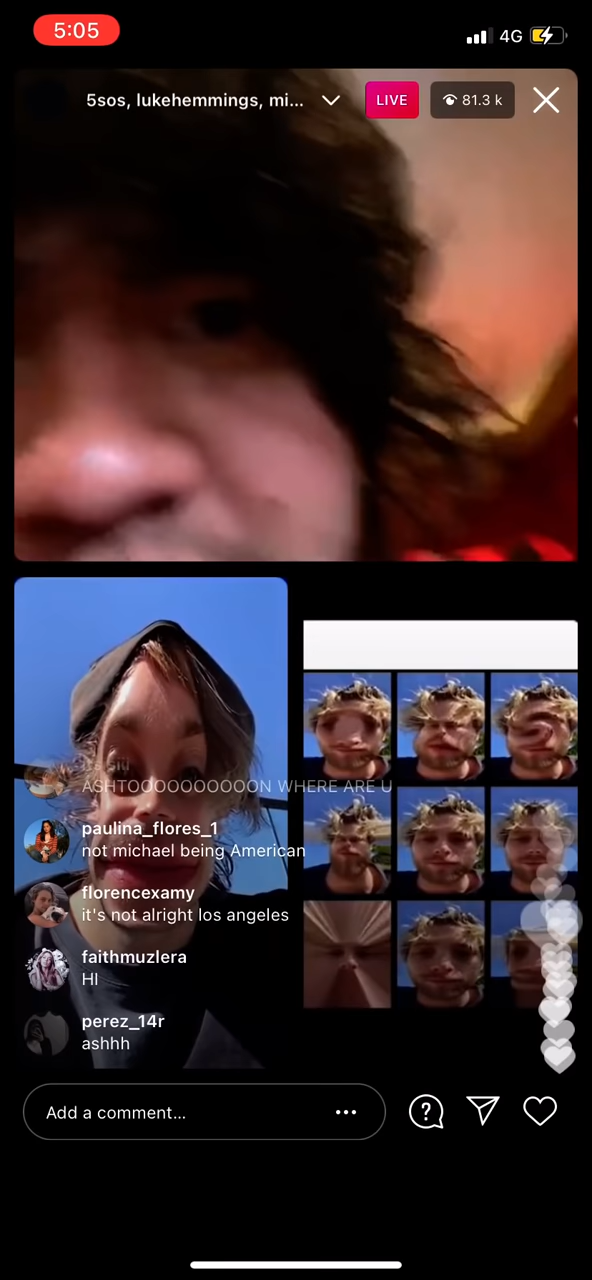 5:05
4G
5sos, lukehemmings, mi...
LIVE
81.3 k
ASHTOOOOOOOOOON WHERE ARE U
paulina_flores_1
not michael being American
florencexamy
it's not alright los angeles
faithmuzlera
HI
perez_14r
ashhh
Add a comment...